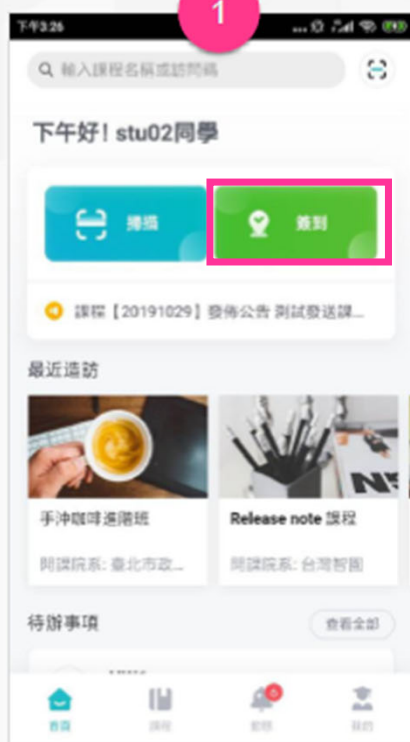 1
下午3:26
輸入課程名稱或訪問碼
下午好! stu02同學
掃描
簽到
課程【20191029】發佈公告 測試發送課...
最近造訪
手沖咖啡進階班
Release note 課程
開課院系: 臺北市政...
開課院系: 台灣智園
待辦事項
查看全部
首頁
課程
動態
我的